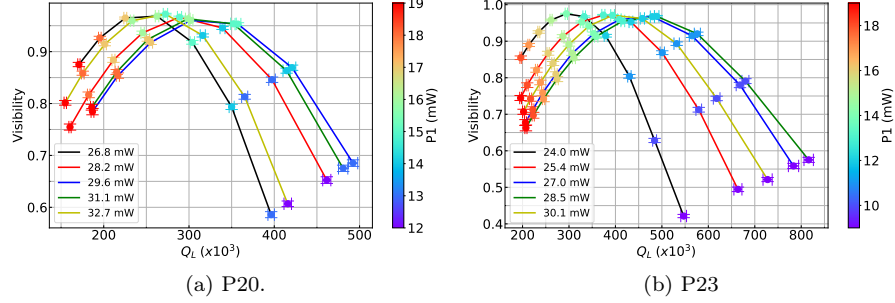 0.9
0.8
0.7
0.6
Visibility
200
300
400
500
Q_L (x10³)
26.8 mW
28.2 mW
29.6 mW
31.1 mW
32.7 mW
19
18
17
16
15
14
13
12
P1 (mW)
(a) P20.
1.0
0.9
0.8
0.7
0.6
0.5
0.4
Visibility
200
300
400
500
600
700
800
Q_L (x10³)
24.0 mW
25.4 mW
27.0 mW
28.5 mW
30.1 mW
18
16
14
12
10
P1 (mW)
(b) P23